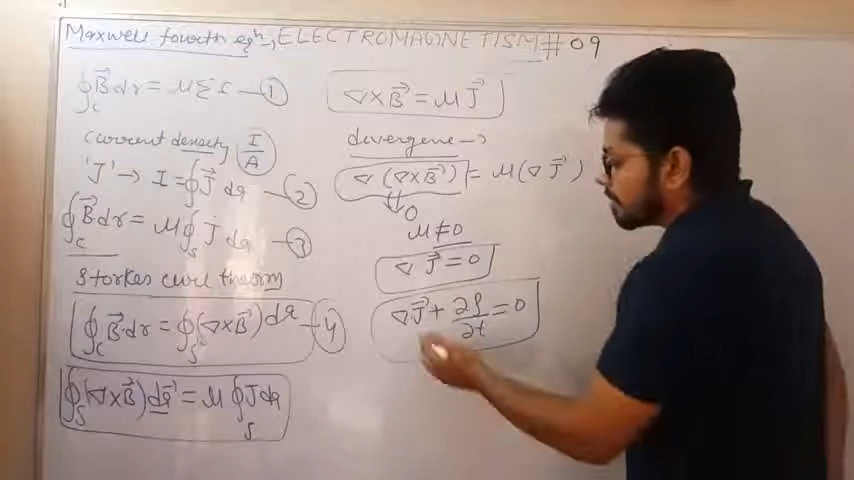 Maxwell fourth eqⁿ→, ELECTROMAGNETISM#09
∮c B⃗ dr = μ Σ I —①
current density (I/A)
'J' → I = ∮ J⃗ da —②
∮c B⃗ dr = μ ∮s J⃗ da —③
Storkes curl theorm
∮c B⃗·dr = ∮s (∇×B⃗) da —④
∮s (∇×B⃗) da⃗ = μ ∮s J da
∇×B⃗ = μ J⃗
divergene→
∇ (∇×B⃗) = μ(∇ J⃗)
⇓ 0
μ ≠ 0
∇ J⃗ = 0
∇ J⃗ + ∂ρ/∂t = 0